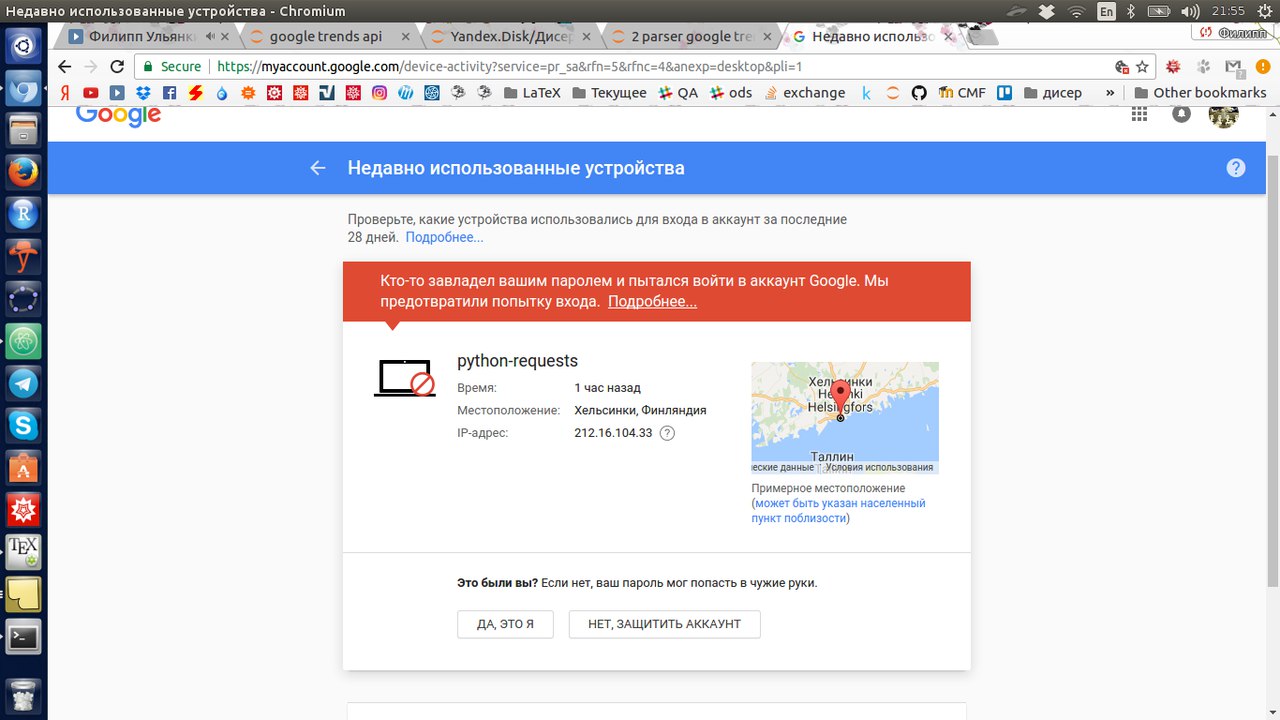 Недавно использованные устройства - Chromium
En
21:55
Филипп Ульянк
google trends api
Yandex.Disk/Дисер
2 parser google tre
Недавно использо
Филипп
Secure
https://myaccount.google.com/device-activity?service=pr_sa&rfn=5&rfnc=4&anexp=desktop&pli=1
LaTeX
Текущее
QA
ods
exchange
CMF
дисер
»
Other bookmarks
Google
Недавно использованные устройства
Проверьте, какие устройства использовались для входа в аккаунт за последние
28 дней. Подробнее...
Кто-то завладел вашим паролем и пытался войти в аккаунт Google. Мы
предотвратили попытку входа. Подробнее...
python-requests
Время: 1 час назад
Местоположение: Хельсинки, Финляндия
IP-адрес: 212.16.104.33
Helsingfors
Таллин
еские данные
Условия использования
Примерное местоположение
(может быть указан населенный
пункт поблизости)
Это были вы? Если нет, ваш пароль мог попасть в чужие руки.
ДА, ЭТО Я
НЕТ, ЗАЩИТИТЬ АККАУНТ